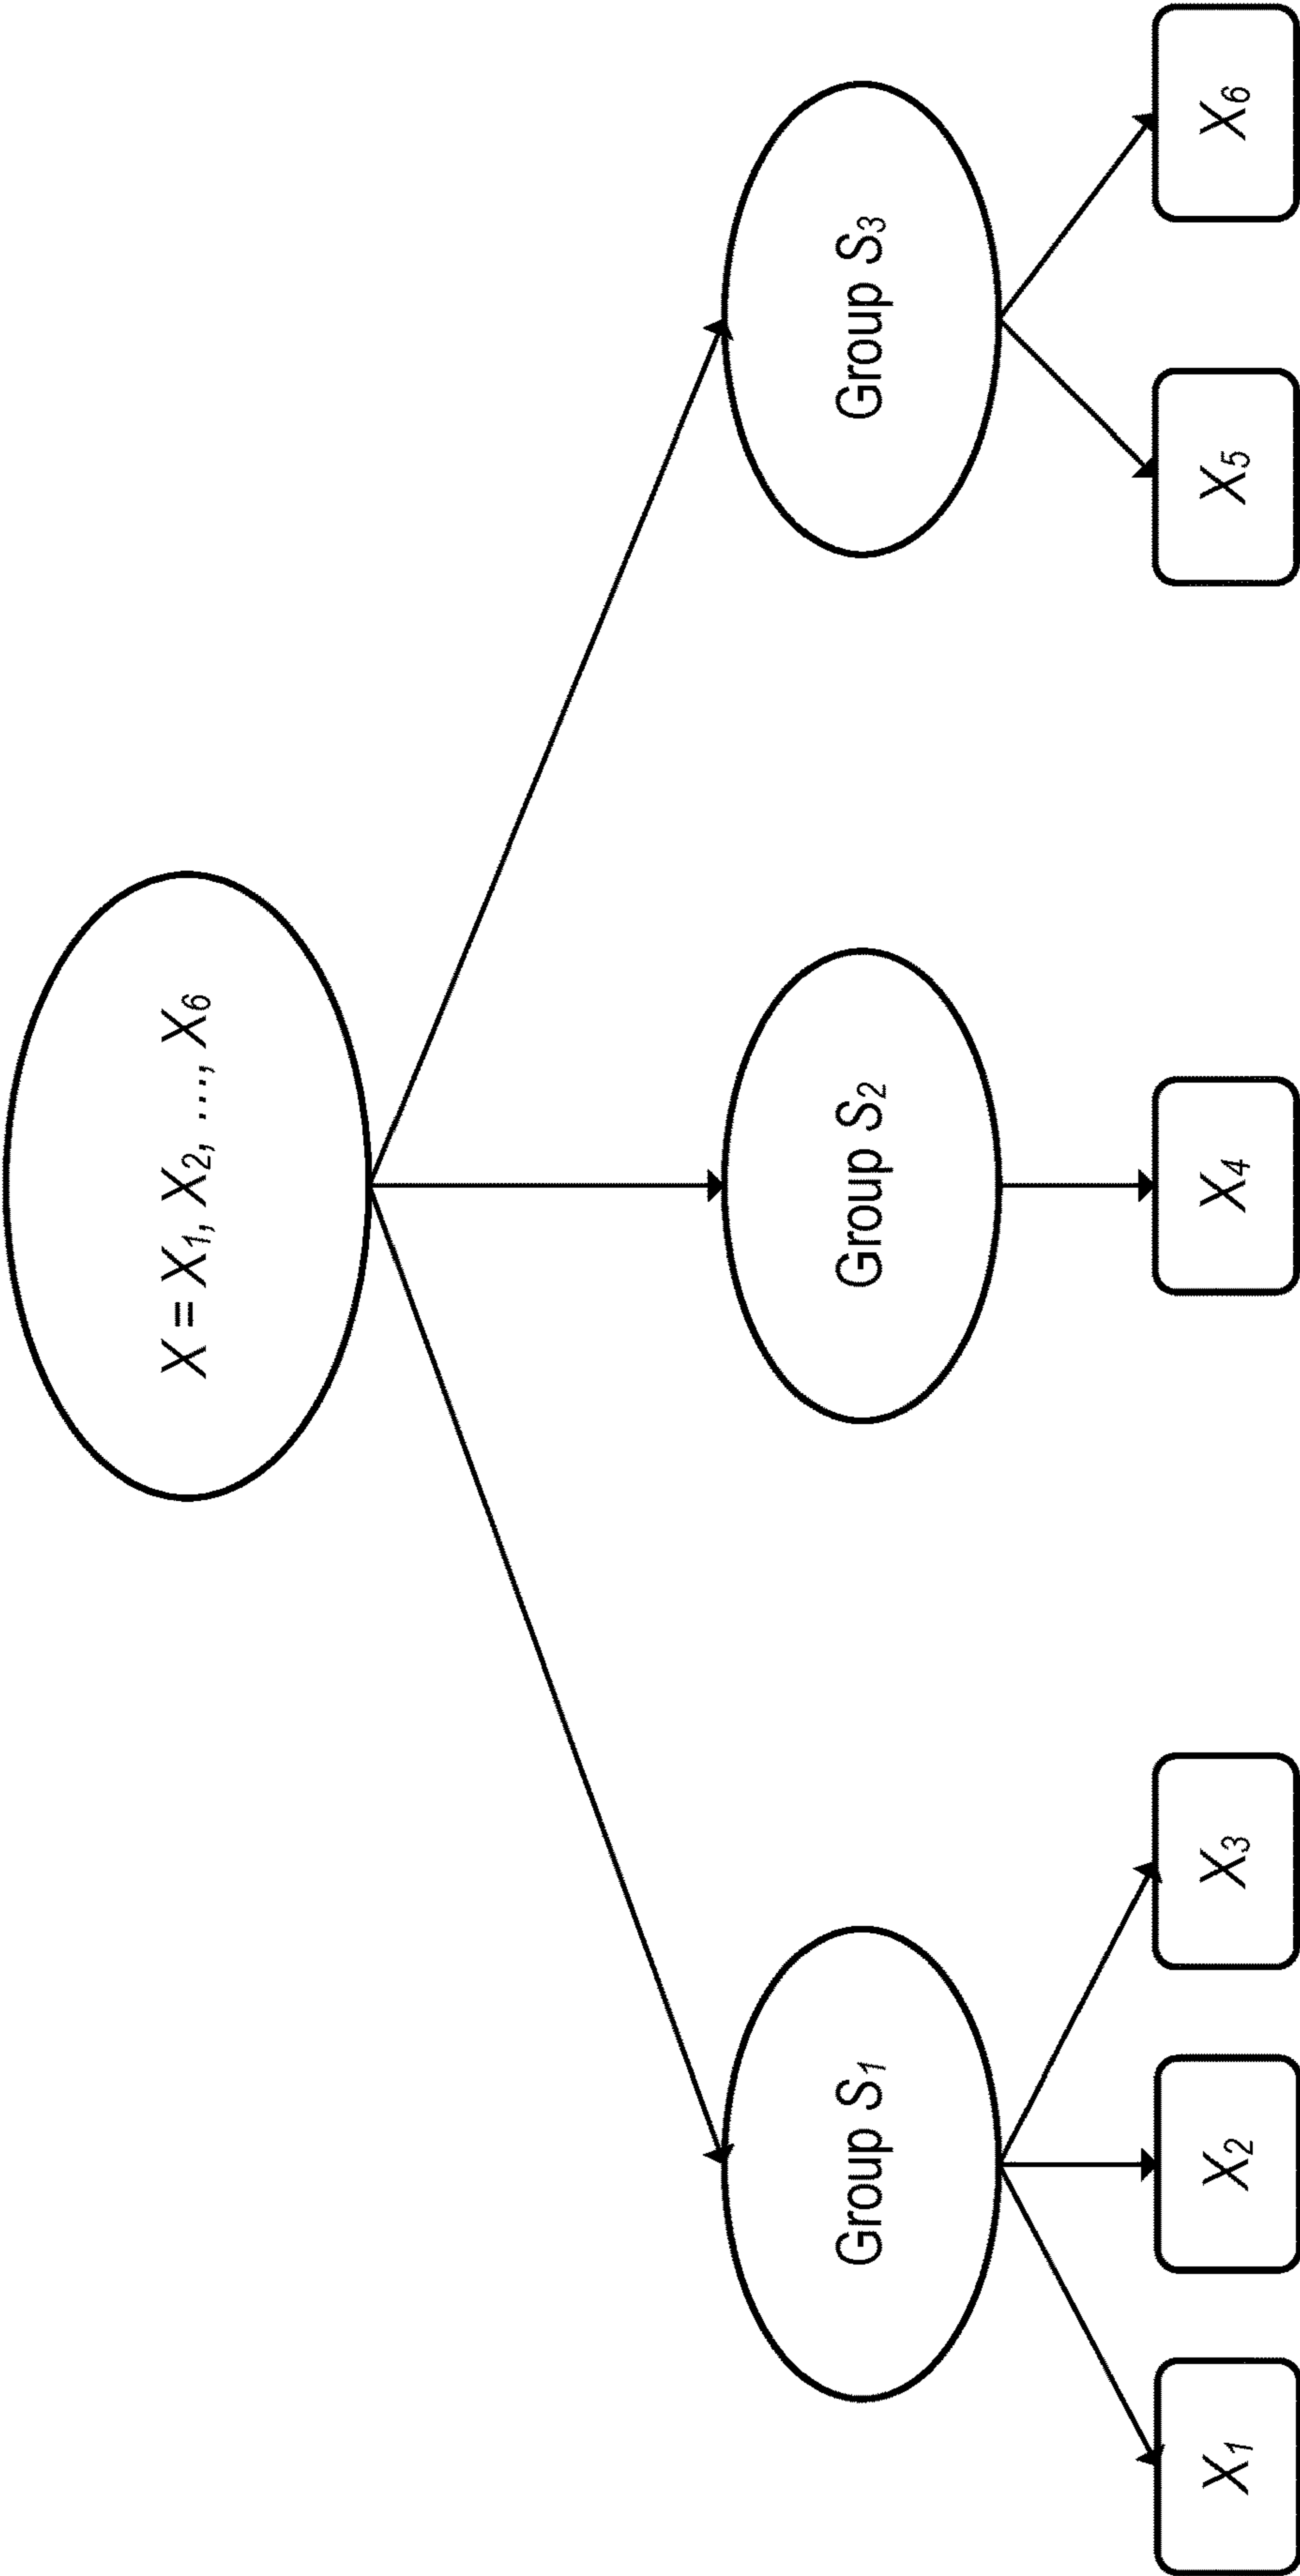 X = X1, X2, ..., X6
Group S1
Group S2
Group S3
X1
X2
X3
X4
X5
X6